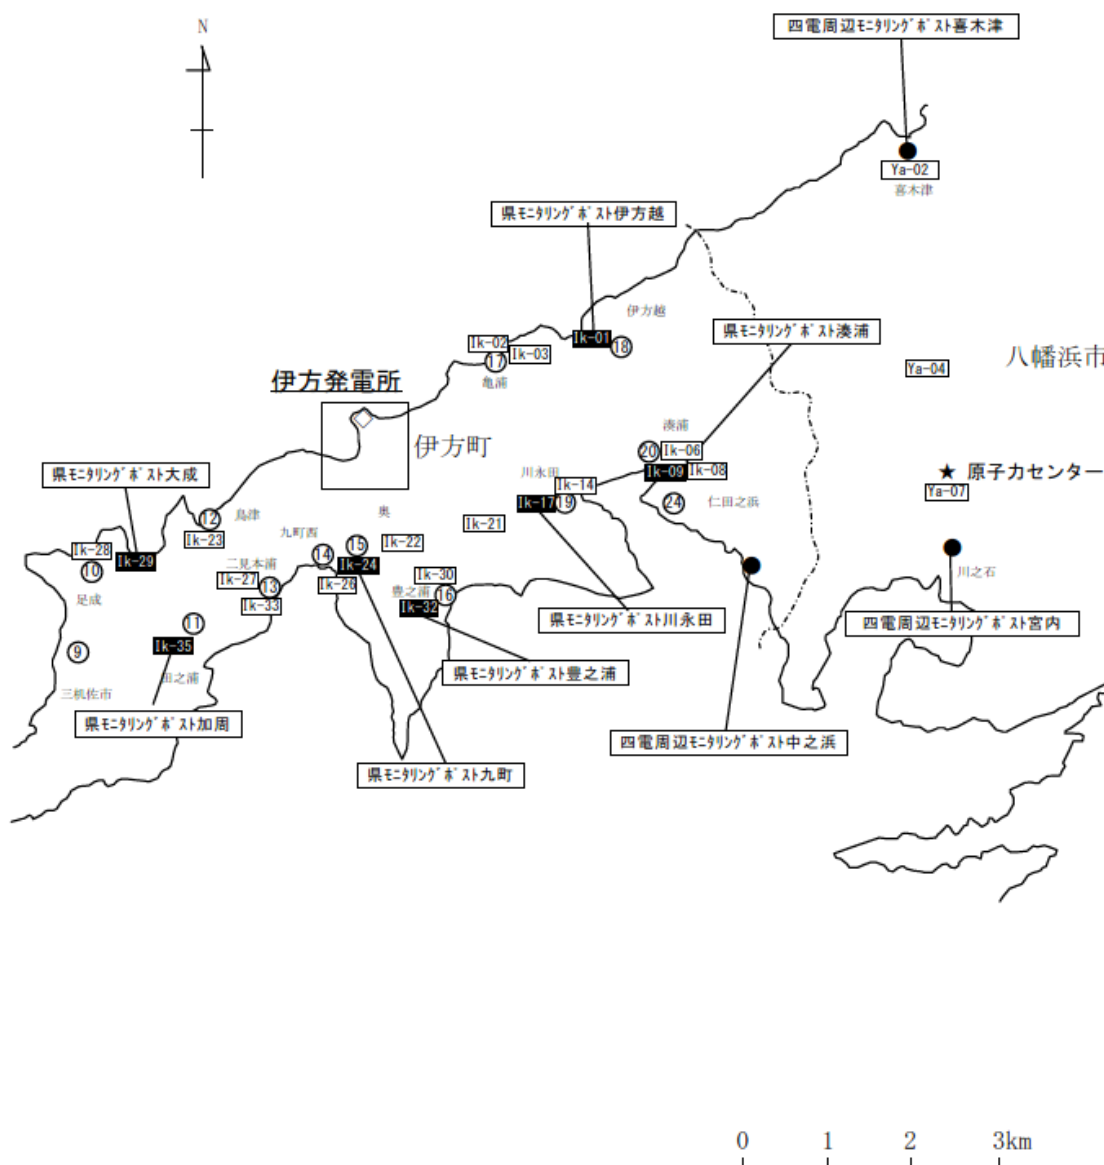 四電周辺モニタリングポスト喜木津
N
Ya-02
喜木津
県モニタリングポスト伊方越
伊方越
県モニタリングポスト湊浦
Ik-01
18
Ik-02
Ik-03
17
亀浦
八幡浜市
Ya-04
伊方発電所
伊方町
湊浦
20
Ik-06
県モニタリングポスト大成
川永田
Ik-09
Ik-08
★ 原子力センター
Ik-14
Ya-07
Ik-17
19
24
仁田之浜
12
鳥津
奥
Ik-21
Ik-23
九町西
Ik-28
Ik-29
14
15
Ik-22
10
二見本浦
Ik-24
川之石
足成
Ik-27
13
Ik-26
Ik-30
豊之浦
16
Ik-33
Ik-32
11
県モニタリングポスト川永田
四電周辺モニタリングポスト宮内
Ik-35
9
県モニタリングポスト豊之浦
田之浦
三机佐市
県モニタリングポスト加周
四電周辺モニタリングポスト中之浜
県モニタリングポスト九町
0 1 2 3km